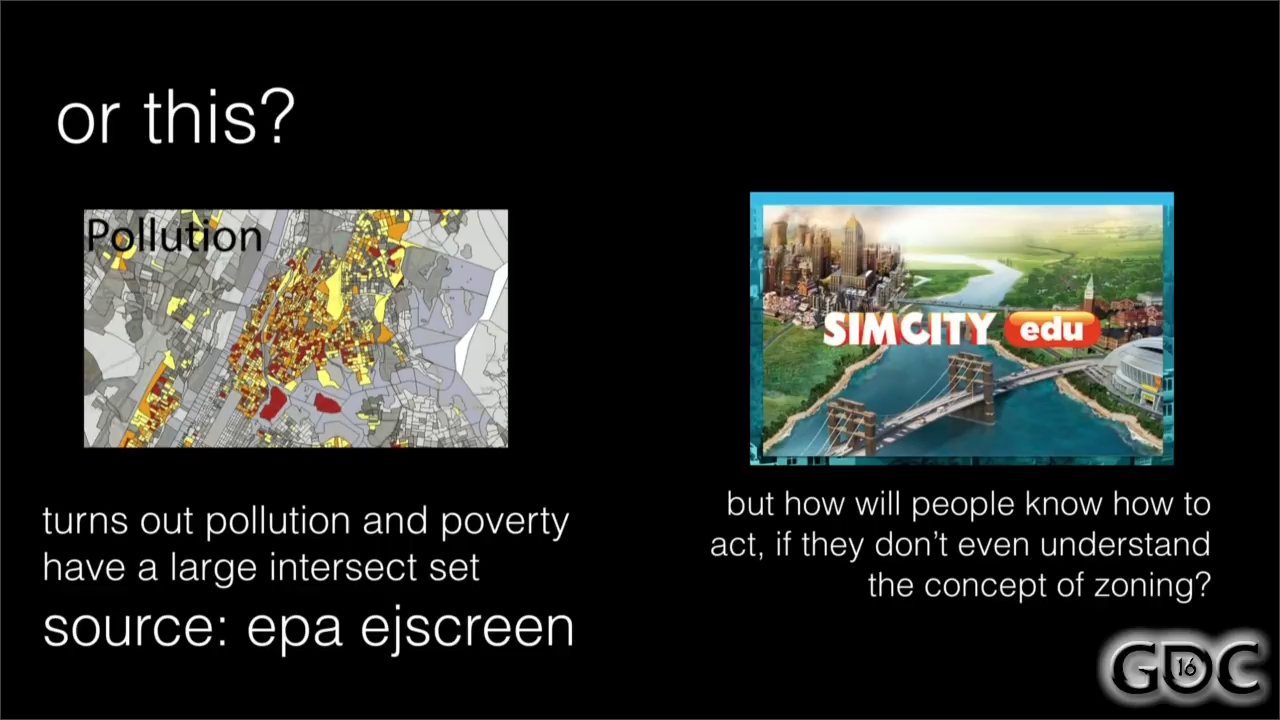 or this?
Pollution
turns out pollution and poverty
have a large intersect set
source: epa ejscreen
SIMCITY edu
but how will people know how to
act, if they don’t even understand
the concept of zoning?
GDC 16